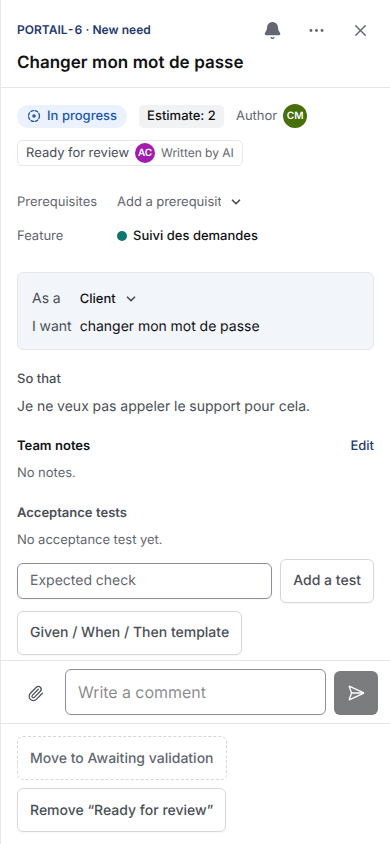 PORTAIL-6 · New need
Changer mon mot de passe
In progress Estimate: 2 Author CM
Ready for review AC Written by AI
Prerequisites Add a prerequisit
Feature Suivi des demandes
As a Client
I want changer mon mot de passe
So that
Je ne veux pas appeler le support pour cela.
Team notes Edit
No notes.
Acceptance tests
No acceptance test yet.
Expected check Add a test
Given / When / Then template
Write a comment
Move to Awaiting validation
Remove “Ready for review”